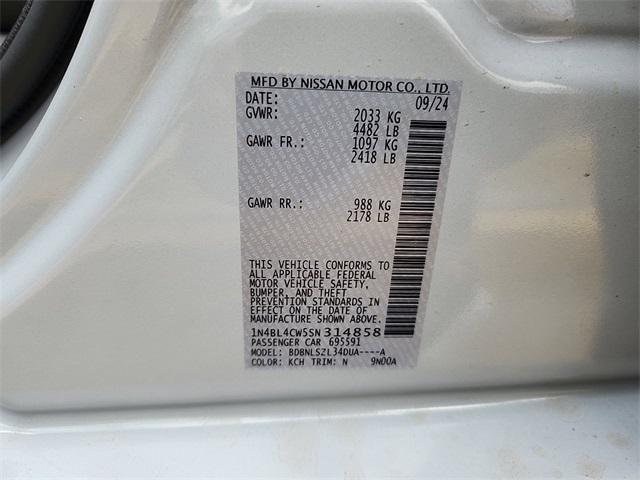 MFD BY NISSAN MOTOR CO., LTD.
DATE: 09/24
GVWR: 2033 KG
4482 LB
GAWR FR.: 1097 KG
2418 LB
GAWR RR.: 988 KG
2178 LB
THIS VEHICLE CONFORMS TO
ALL APPLICABLE FEDERAL
MOTOR VEHICLE SAFETY,
BUMPER, AND THEFT
PREVENTION STANDARDS IN
EFFECT ON THE DATE OF
MANUFACTURE SHOWN ABOVE.
1N4BL4CW5SN314858
PASSENGER CAR 695591
MODEL: BDBNLSZL34DUA----A
COLOR: KCH TRIM: N 9N00A